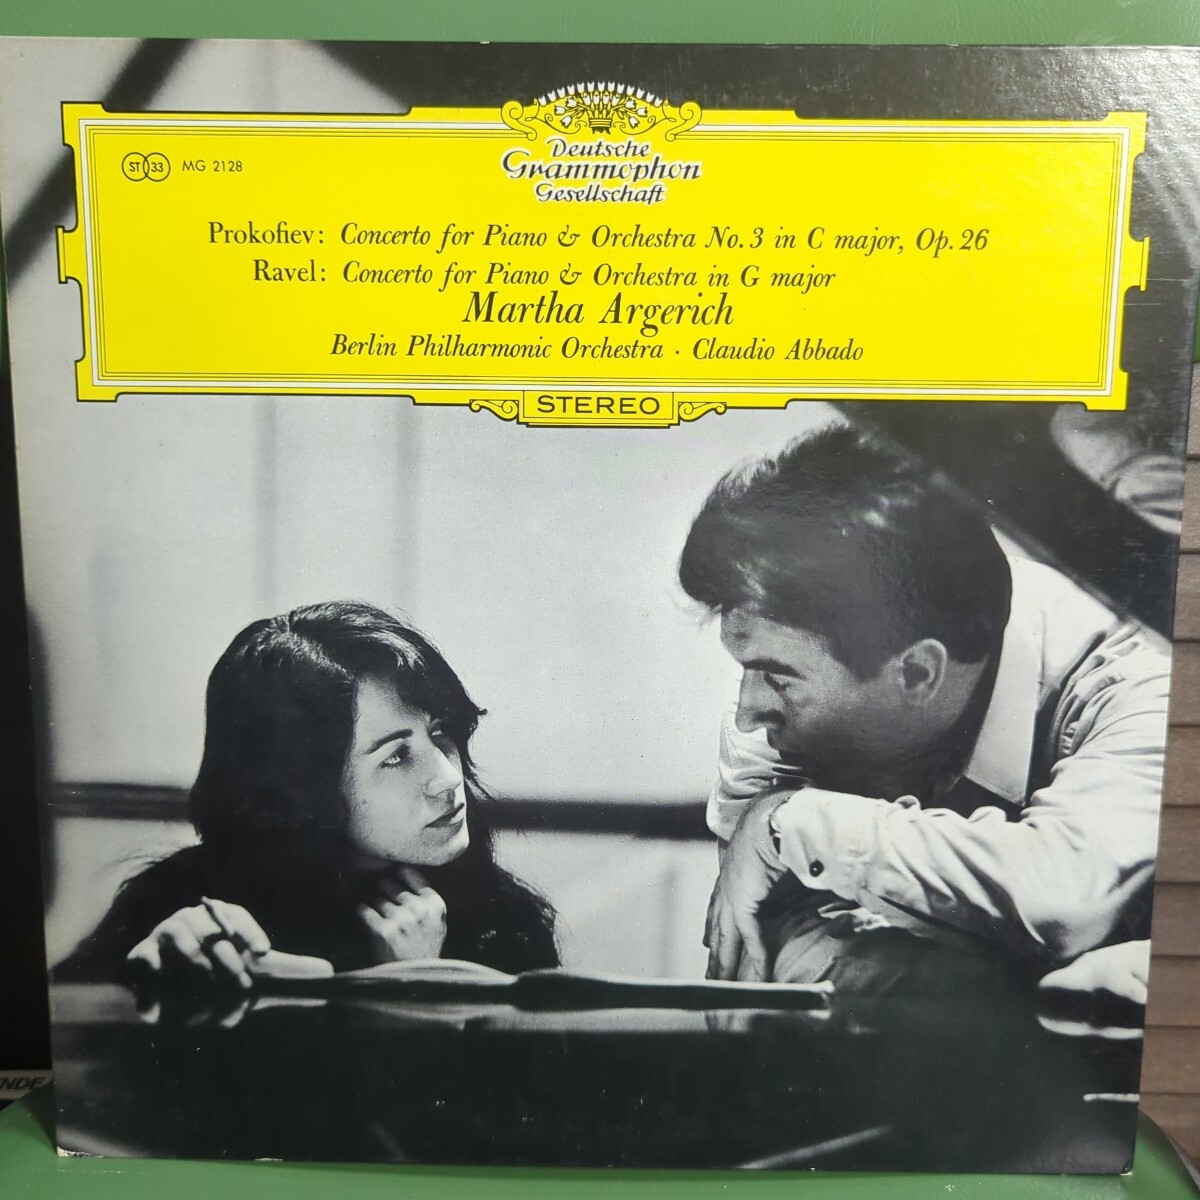 Deutsche
Grammophon
Gesellschaft
ST 33 MG 2128
Prokofiev: Concerto for Piano & Orchestra No. 3 in C major, Op. 26
Ravel: Concerto for Piano & Orchestra in G major
Martha Argerich
Berlin Philharmonic Orchestra · Claudio Abbado
STEREO